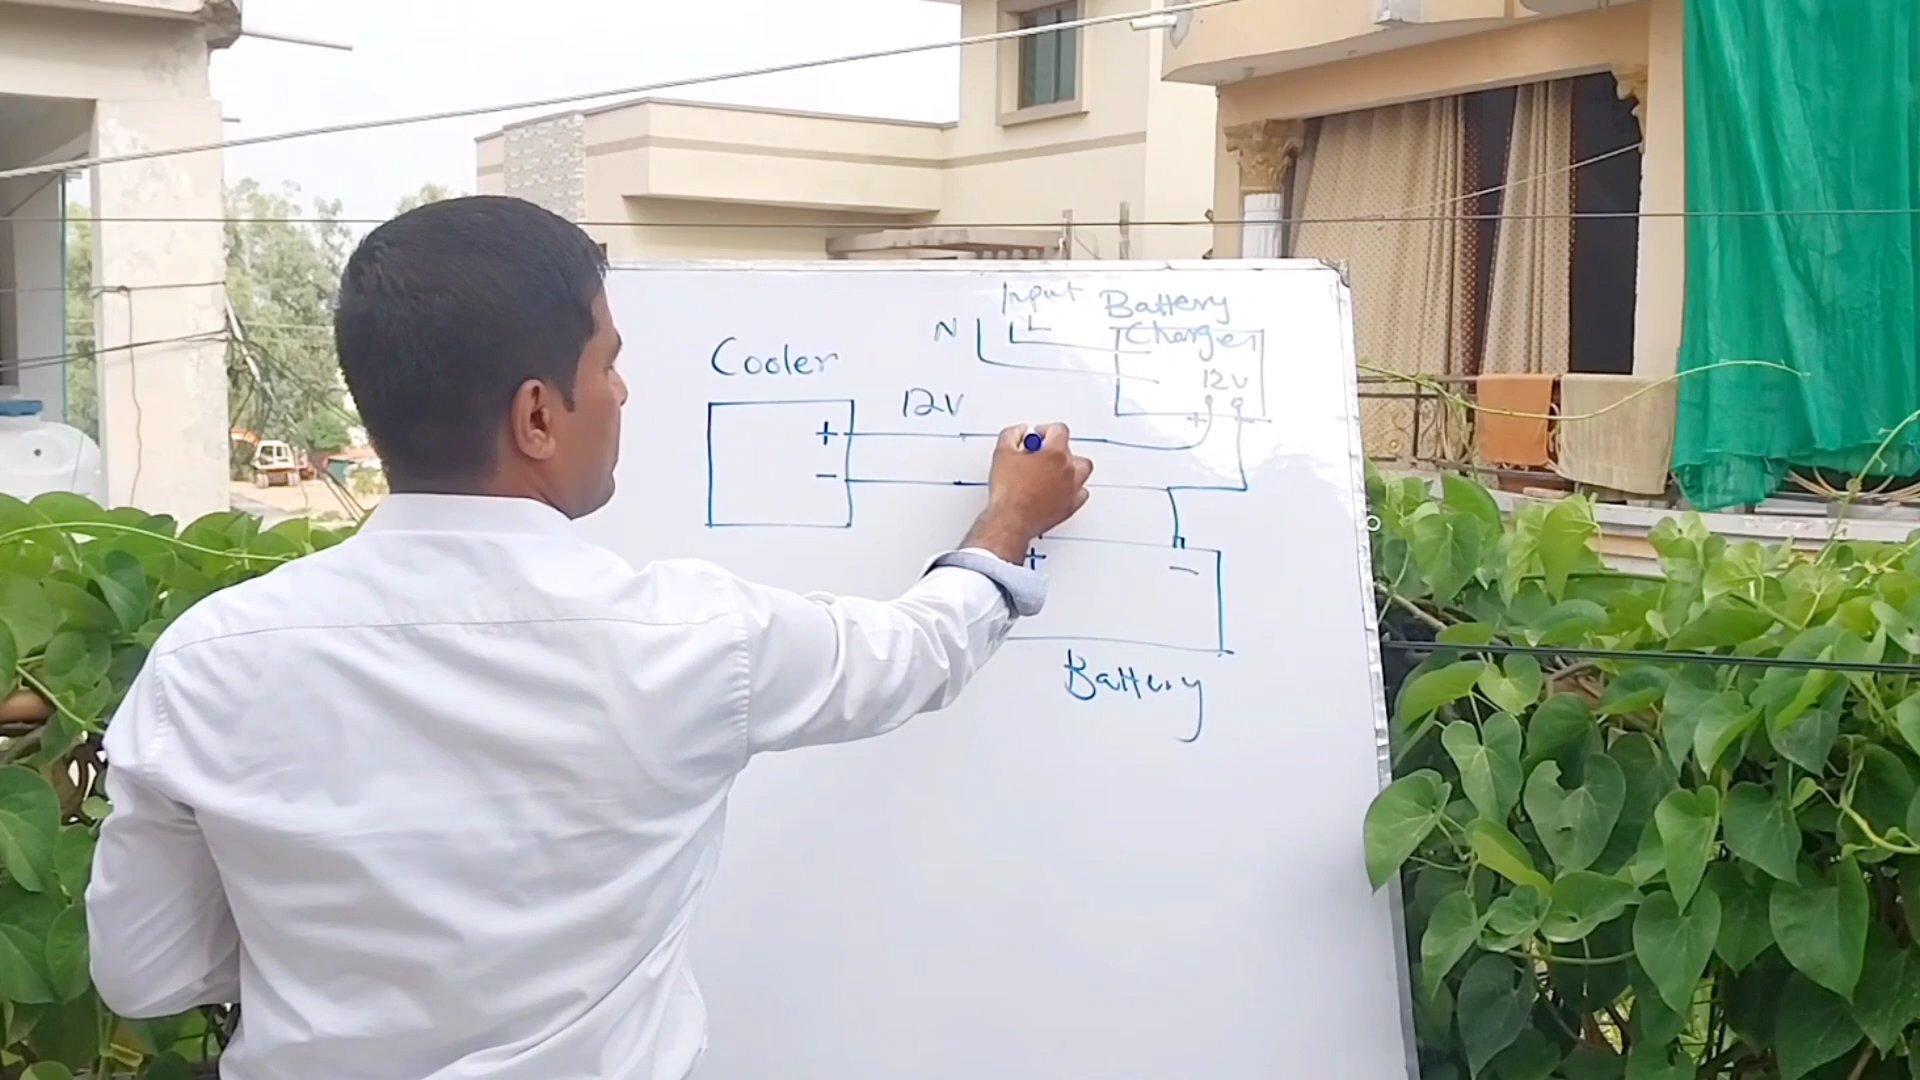 Input
Battery
N L
Charger
Cooler
12V
12V
+
+
-
+
-
Battery